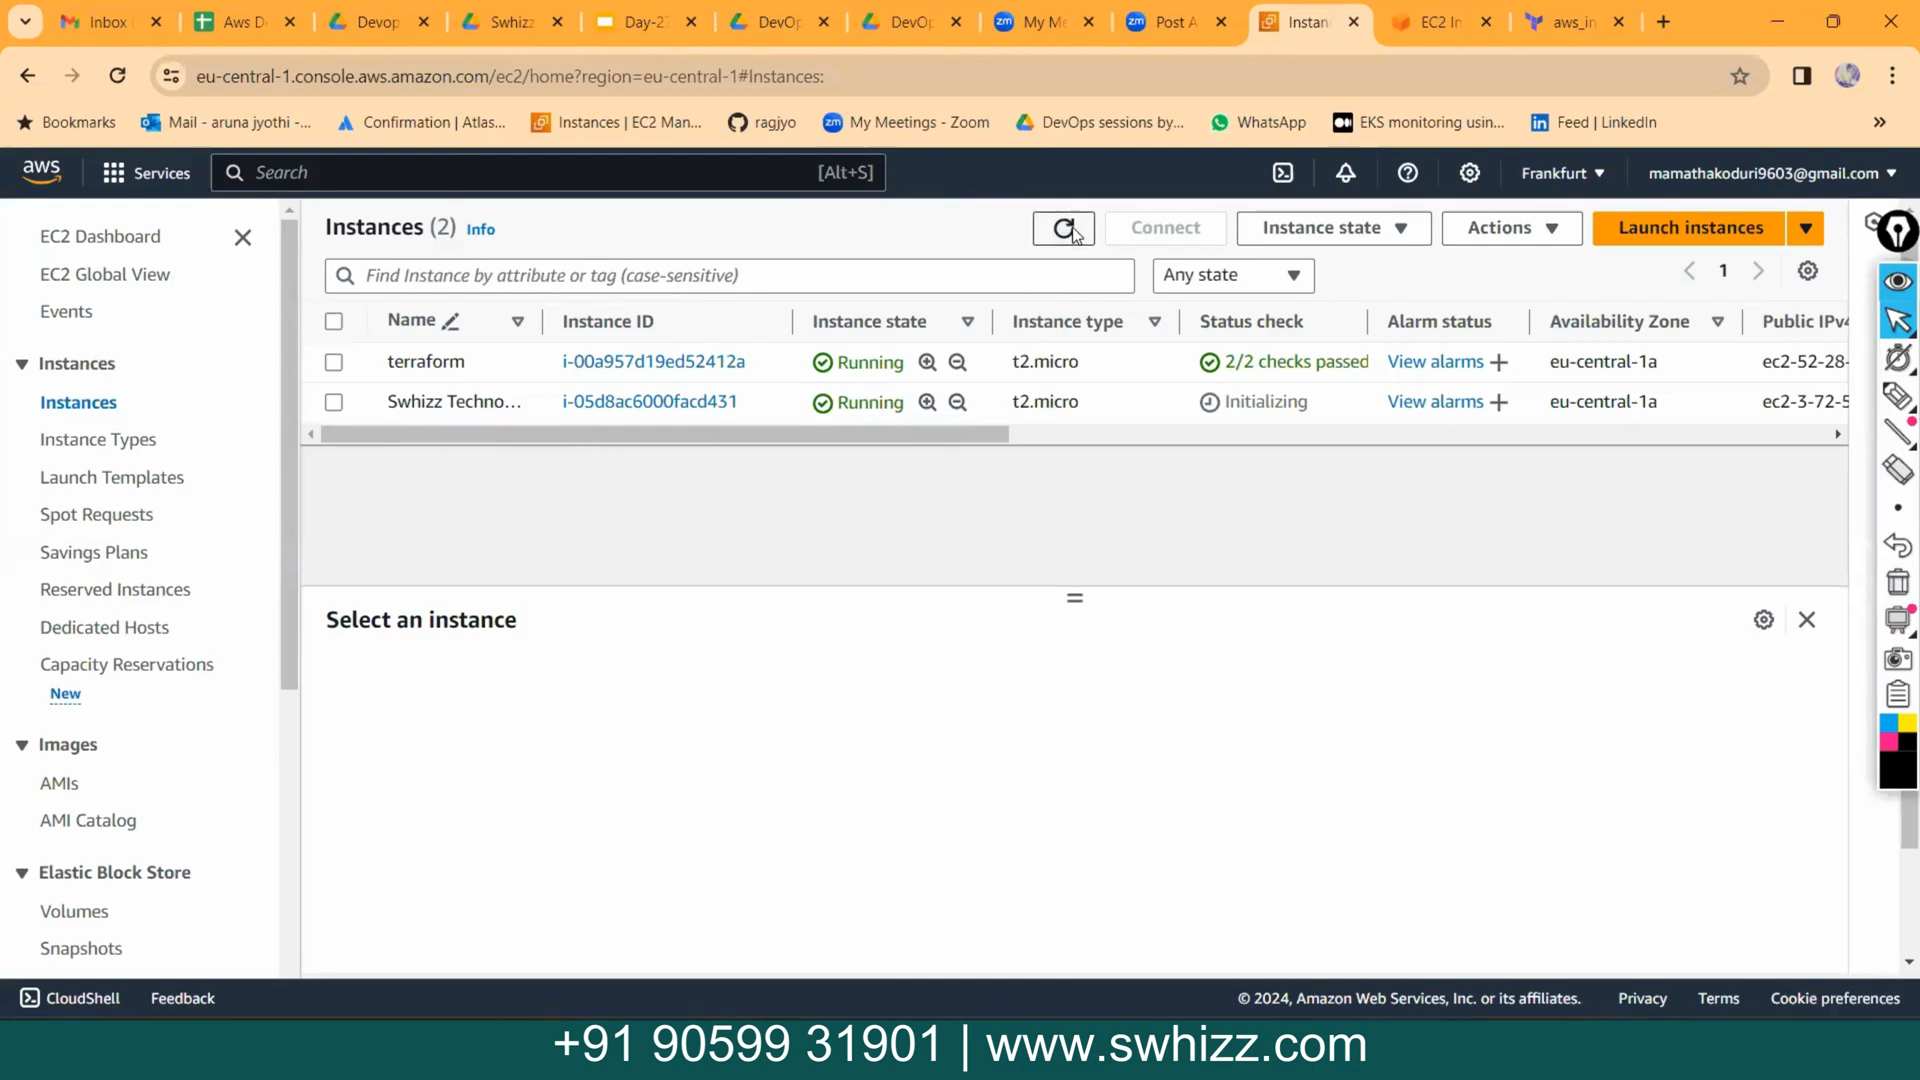 Inbox
Aws D
Devop
Swhizz
Day-2
DevOp
DevOp
My M
Post A
Instan
EC2 In
aws_in
eu-central-1.console.aws.amazon.com/ec2/home?region=eu-central-1#Instances:
Bookmarks
Mail - aruna jyothi -...
Confirmation | Atlas...
Instances | EC2 Man...
ragjyo
My Meetings - Zoom
DevOps sessions by...
WhatsApp
EKS monitoring usin...
Feed | LinkedIn
aws
Services
Search
[Alt+S]
Frankfurt
mamathakoduri9603@gmail.com
EC2 Dashboard
EC2 Global View
Events
Instances
Instances
Instance Types
Launch Templates
Spot Requests
Savings Plans
Reserved Instances
Dedicated Hosts
Capacity Reservations
New
Images
AMIs
AMI Catalog
Elastic Block Store
Volumes
Snapshots
Instances (2) Info
Connect
Instance state
Actions
Launch instances
Find Instance by attribute or tag (case-sensitive)
Any state
1
Name Instance ID Instance state Instance type Status check Alarm status Availability Zone Public IPv4
terraform i-00a957d19ed52412a Running t2.micro 2/2 checks passed View alarms eu-central-1a ec2-52-28-
Swhizz Techno... i-05d8ac6000facd431 Running t2.micro Initializing View alarms eu-central-1a ec2-3-72-5
Select an instance
CloudShell
Feedback
© 2024, Amazon Web Services, Inc. or its affiliates.
Privacy
Terms
Cookie preferences
+91 90599 31901 | www.swhizz.com